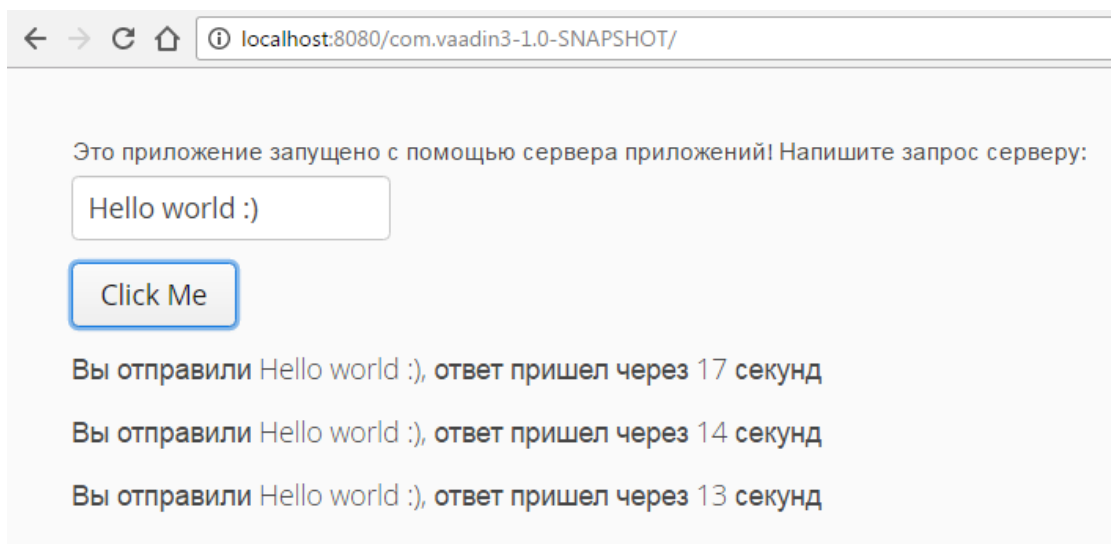 localhost:8080/com.vaadin3-1.0-SNAPSHOT/
Это приложение запущено с помощью сервера приложений! Напишите запрос серверу:
Hello world :)
Click Me
Вы отправили Hello world :), ответ пришел через 17 секунд
Вы отправили Hello world :), ответ пришел через 14 секунд
Вы отправили Hello world :), ответ пришел через 13 секунд